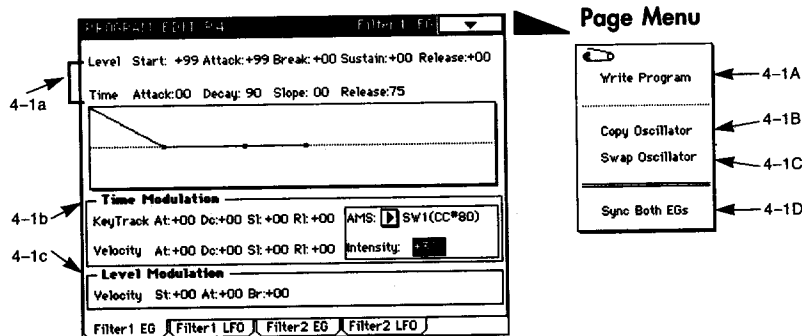 Page Menu
PROGRAM EDIT P4 Filter1 EG
Level Start: +99 Attack:+99 Break: +00 Sustain:+00 Release:+00
Time Attack:00 Decay: 90 Slope: 00 Release:75
4-1a
Time Modulation
KeyTrack At:+00 Dc:+00 Sl:+00 Rl:+00
AMS: SW1(CC#80)
4-1b
Velocity At:+00 Dc:+00 Sl:+00 Rl:+00
Intensity:
4-1c
Level Modulation
Velocity St:+00 At:+00 Br:+00
Filter1 EG Filter1 LFO Filter2 EG Filter2 LFO
Write Program 4-1A
Copy Oscillator 4-1B
Swap Oscillator 4-1C
Sync Both EGs 4-1D